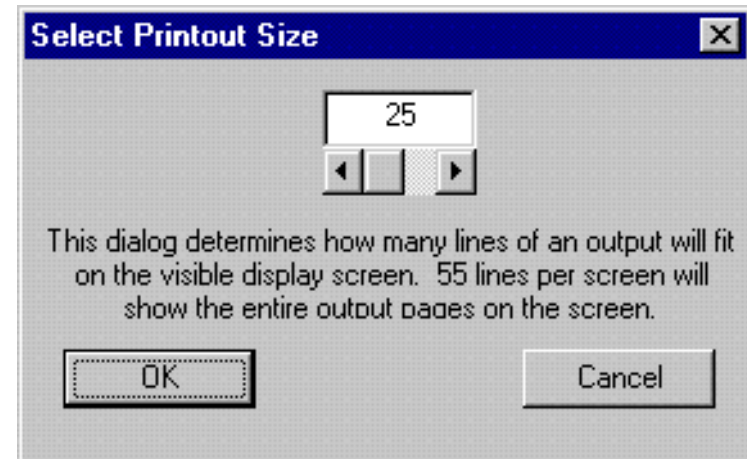 Select Printout Size
25
This dialog determines how many lines of an output will fit
on the visible display screen.  55 lines per screen will
show the entire output pages on the screen.
OK
Cancel